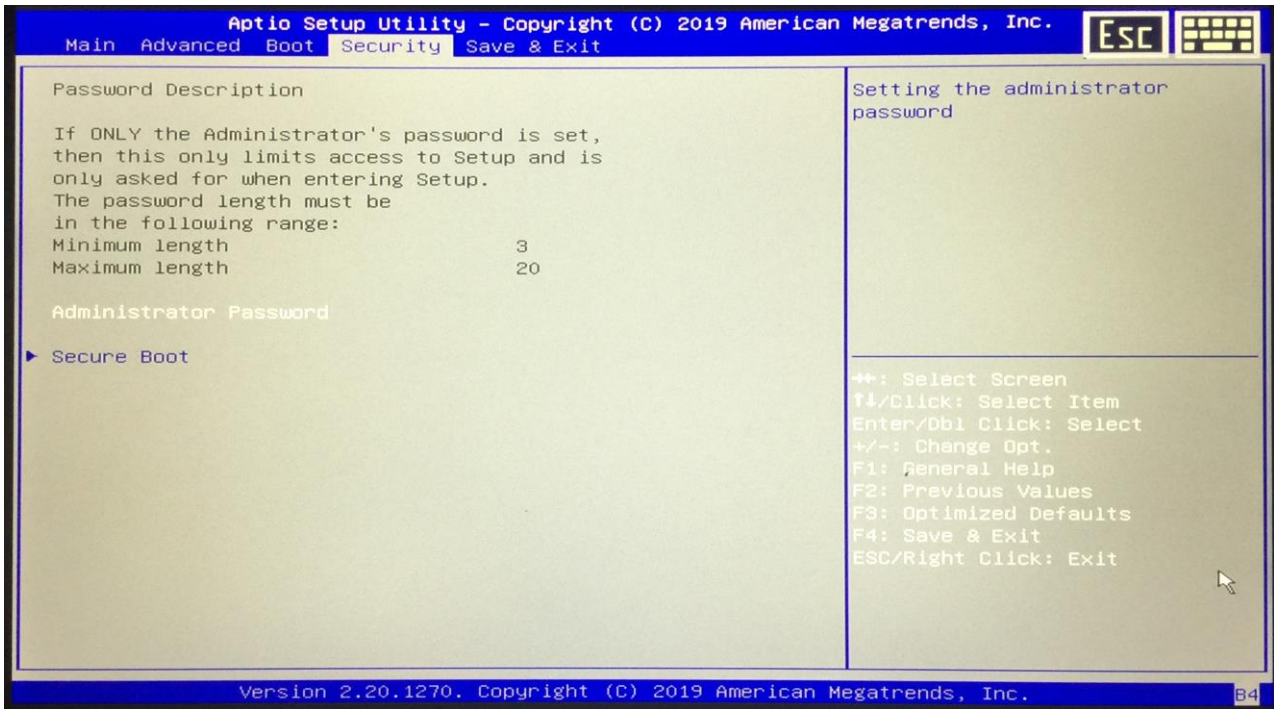 Aptio Setup Utility – Copyright (C) 2019 American Megatrends, Inc.
Main Advanced Boot Security Save & Exit
Esc
Password Description
If ONLY the Administrator's password is set,
then this only limits access to Setup and is
only asked for when entering Setup.
The password length must be
in the following range:
Minimum length 3
Maximum length 20
Administrator Password
Secure Boot
Setting the administrator
password
→←: Select Screen
↑↓/Click: Select Item
Enter/Dbl Click: Select
+/-: Change Opt.
F1: General Help
F2: Previous Values
F3: Optimized Defaults
F4: Save & Exit
ESC/Right Click: Exit
Version 2.20.1270. Copyright (C) 2019 American Megatrends, Inc.
B4